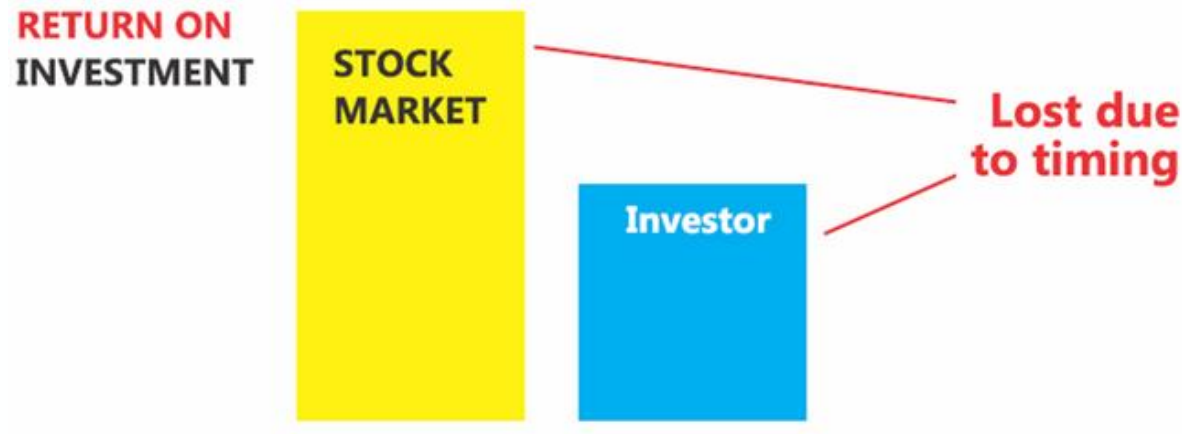 RETURN ON
INVESTMENT
STOCK
MARKET
Investor
Lost due
to timing